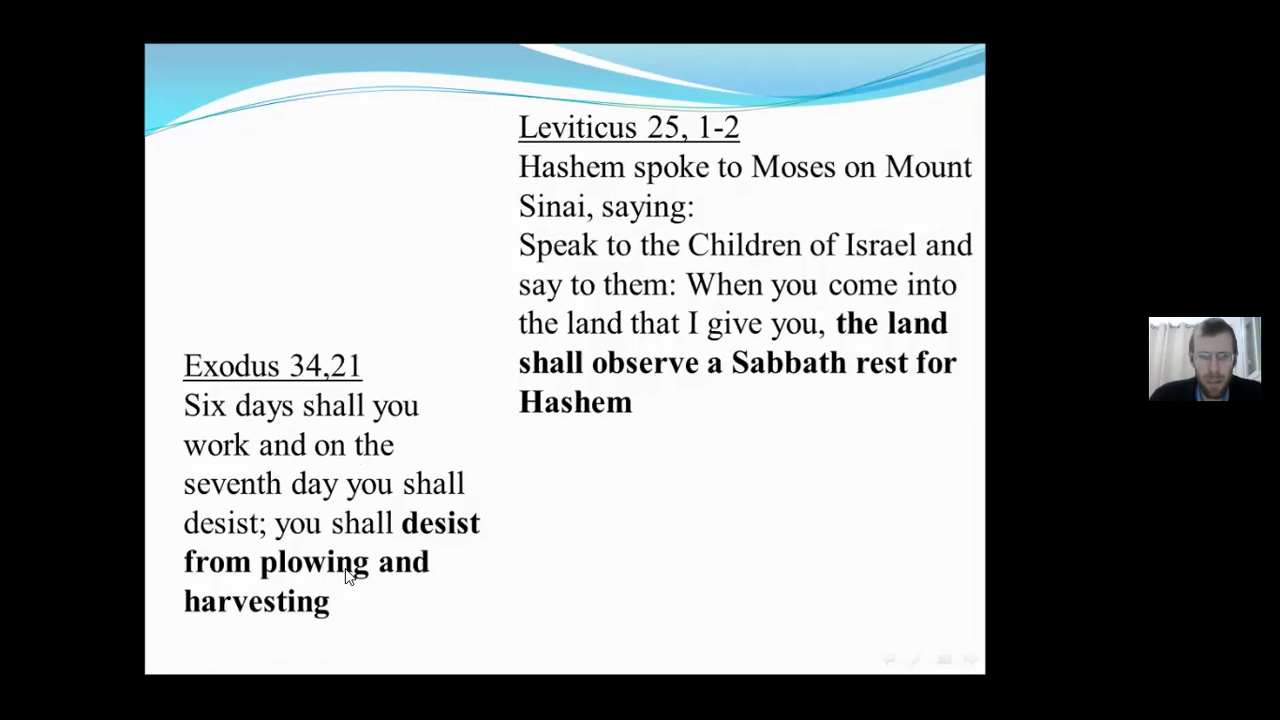 Leviticus 25, 1-2
Hashem spoke to Moses on Mount
Sinai, saying:
Speak to the Children of Israel and
say to them: When you come into
the land that I give you, the land
shall observe a Sabbath rest for
Hashem
Exodus 34,21
Six days shall you
work and on the
seventh day you shall
desist; you shall desist
from plowing and
harvesting